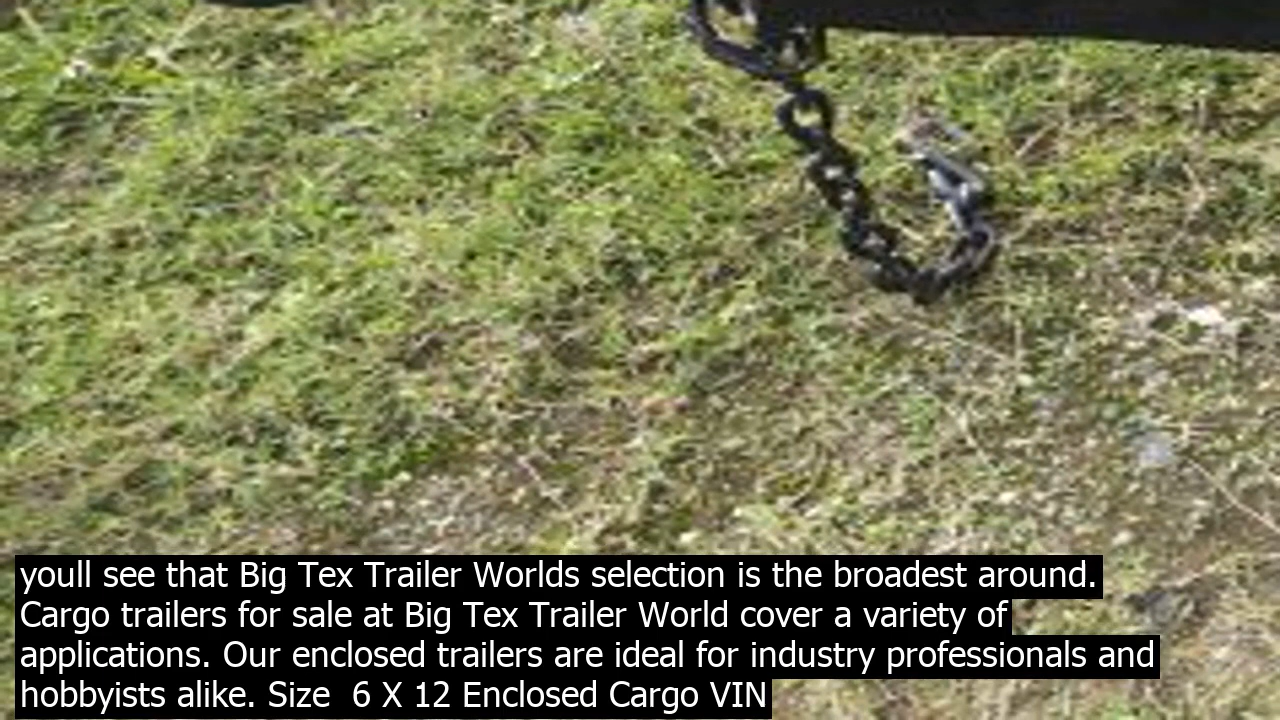 youll see that Big Tex Trailer Worlds selection is the broadest around.
Cargo trailers for sale at Big Tex Trailer World cover a variety of
applications. Our enclosed trailers are ideal for industry professionals and
hobbyists alike. Size  6 X 12 Enclosed Cargo VIN